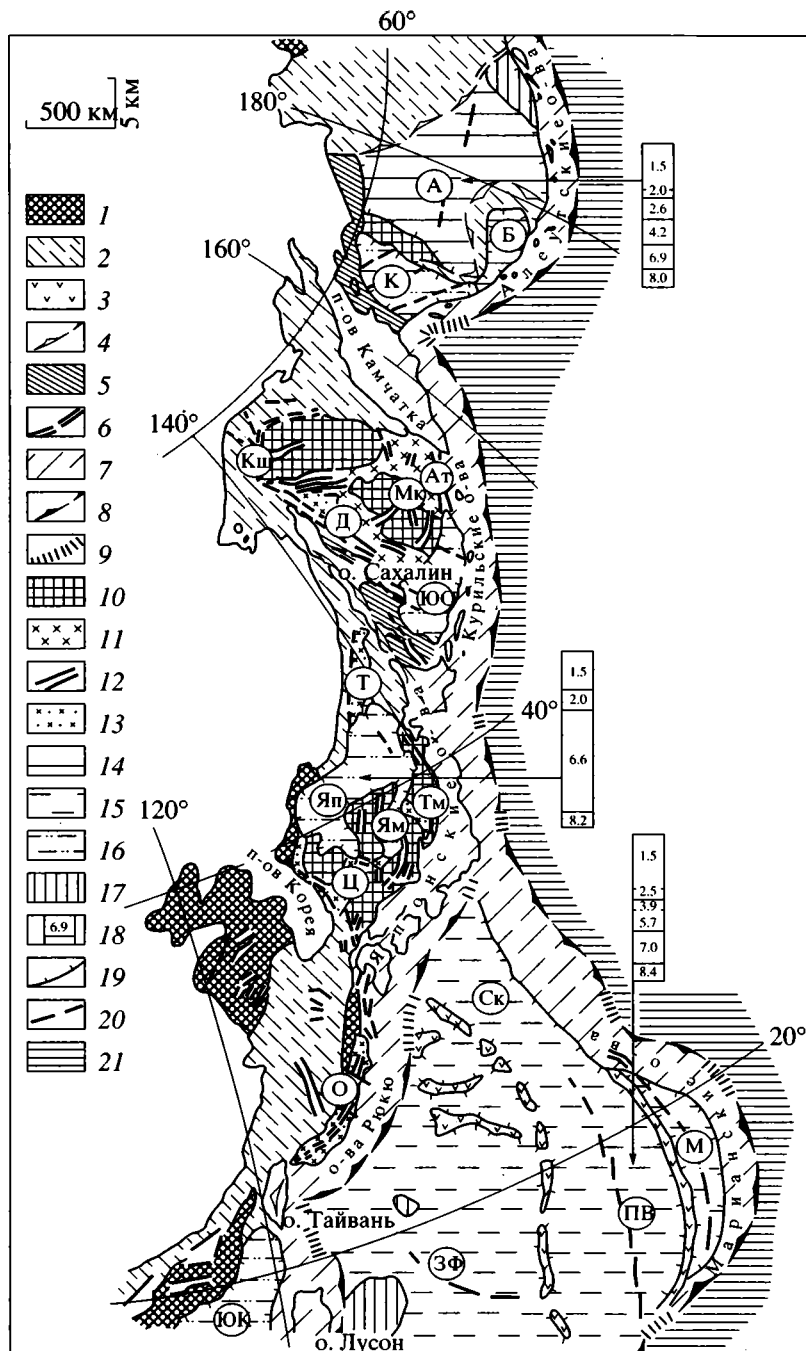 60°
500 км
5 км
180°
160°
140°
120°
40°
20°
1
2
3
4
5
6
7
8
9
10
11
12
13
14
15
16
17
6.9
18
19
20
21
Алеутские о-ва
А
Б
К
п-ов Камчатка
Кш
Ат
Мк
Д
о. Сахалин
ЮО
Курильские о-ва
Т
Яп
Тм
Ям
Ц
п-ов Корея
Японские о-ва
Ск
О
о-ва Рюкю
М
Марианские о-ва
ПВ
о. Тайвань
ЗФ
ЮК
о. Лусон
1.5
2.0
2.6
4.2
6.9
8.0
1.5
2.0
6.6
8.2
1.5
2.5
3.9
5.7
7.0
8.4